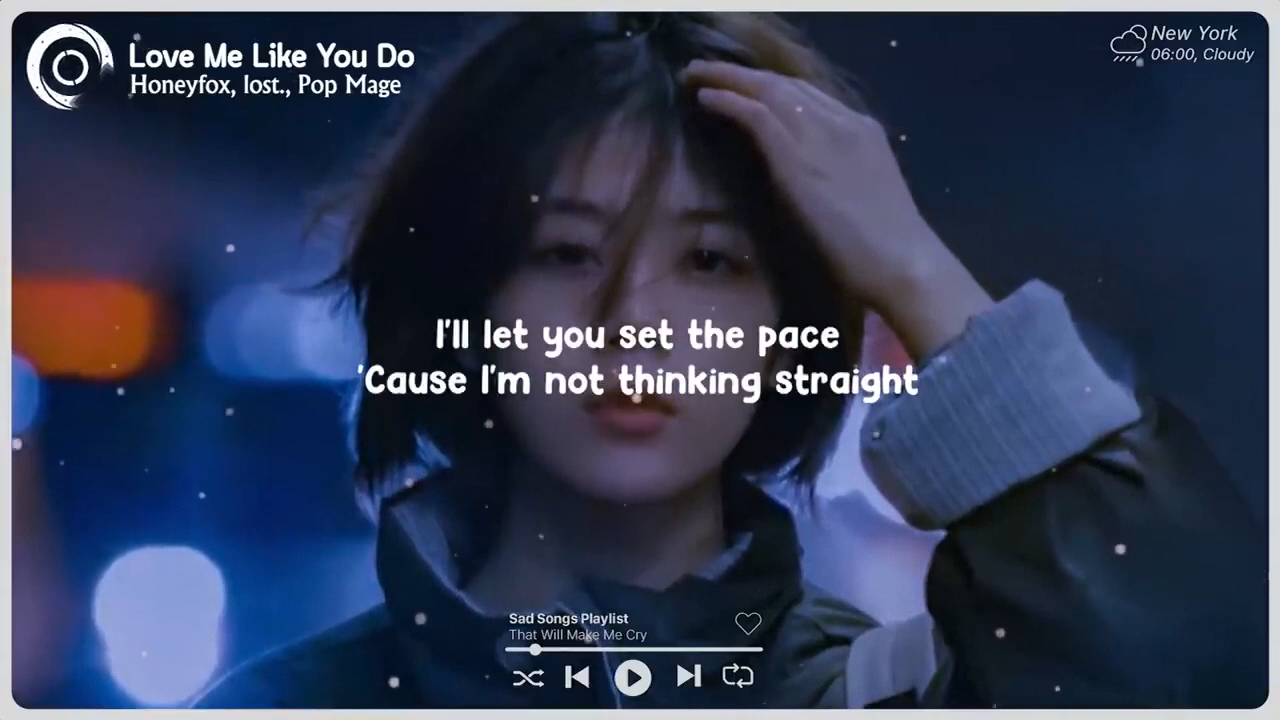 Love Me Like You Do
Honeyfox, lost., Pop Mage
New York
06:00, Cloudy
I'll let you set the pace
'Cause I'm not thinking straight
Sad Songs Playlist
That Will Make Me Cry